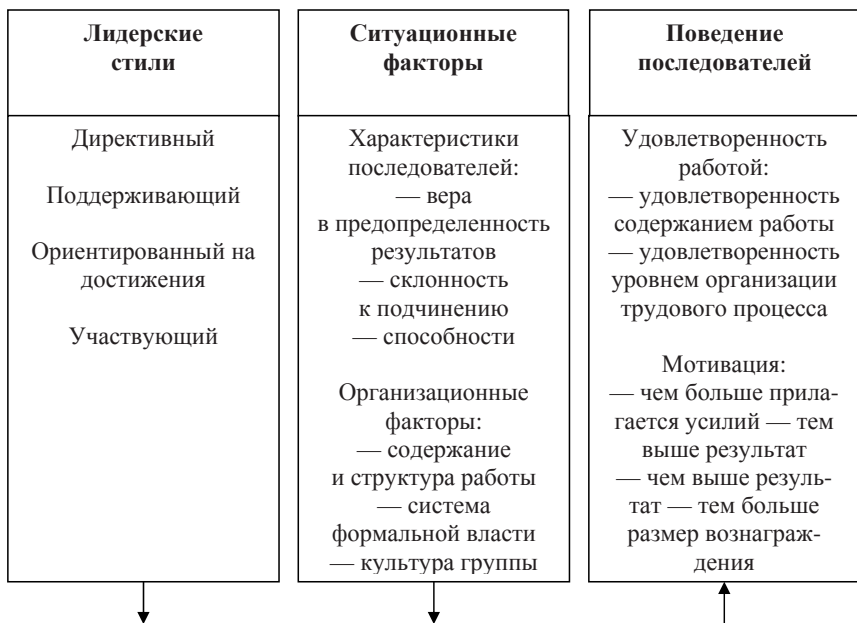 Лидерские
стили
Ситуационные
факторы
Поведение
последователей
Директивный
Поддерживающий
Ориентированный на
достижения
Участвующий
Характеристики
последователей:
— вера
в предопределенность
результатов
— склонность
к подчинению
— способности
Организационные
факторы:
— содержание
и структура работы
— система
формальной власти
— культура группы
Удовлетворенность
работой:
— удовлетворенность
содержанием работы
— удовлетворенность
уровнем организации
трудового процесса
Мотивация:
— чем больше прила-
гается усилий — тем
выше результат
— чем выше резуль-
тат — тем больше
размер вознаграж-
дения